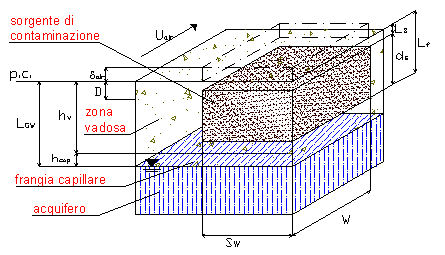 sorgente di
contaminazione
Uair
Ls
ds
Lf
p.c.
δair
D
LGW
hv
zona
vadosa
hcap
frangia capillare
acquifero
Sw
W